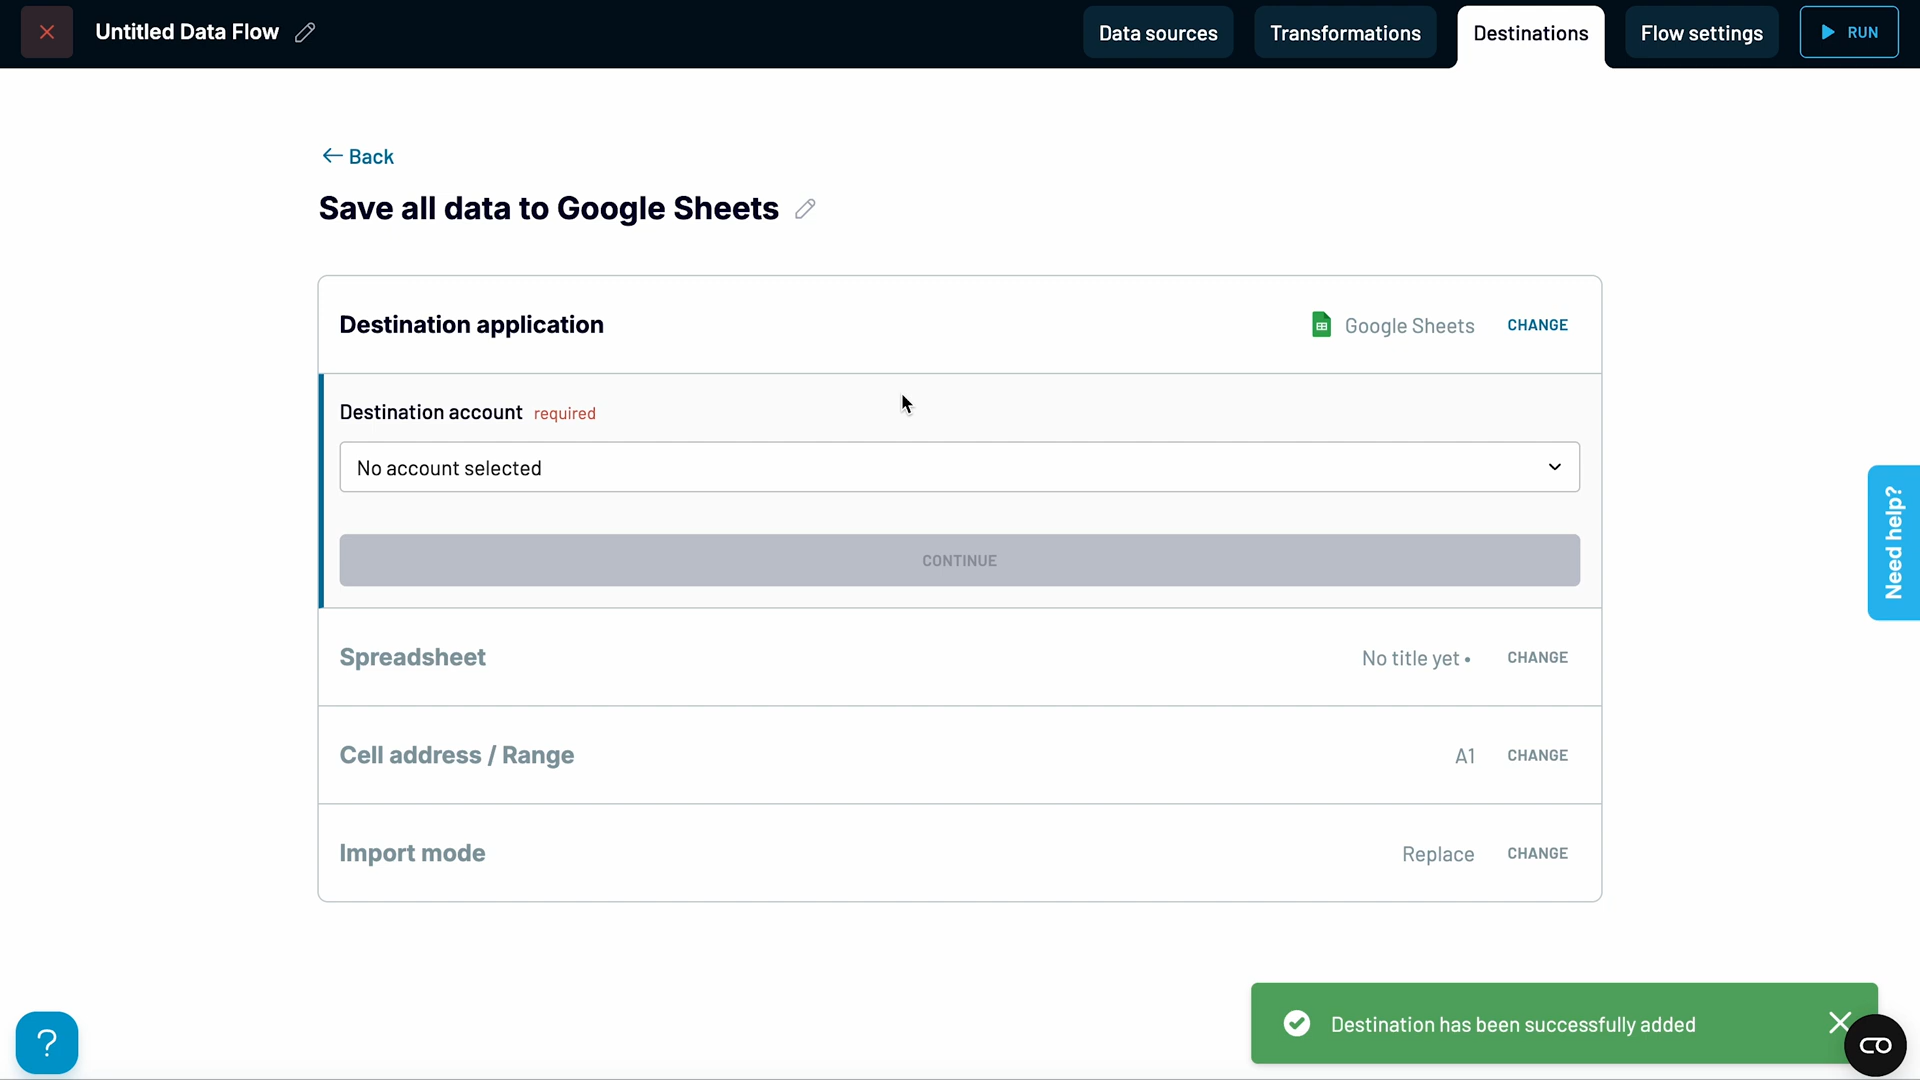 Untitled Data Flow
Data sources
Transformations
Destinations
Flow settings
RUN
← Back
Save all data to Google Sheets
Destination application
Google Sheets
CHANGE
Destination account required
No account selected
CONTINUE
Spreadsheet
No title yet •
CHANGE
Cell address / Range
A1
CHANGE
Import mode
Replace
CHANGE
Need help?
Destination has been successfully added
?